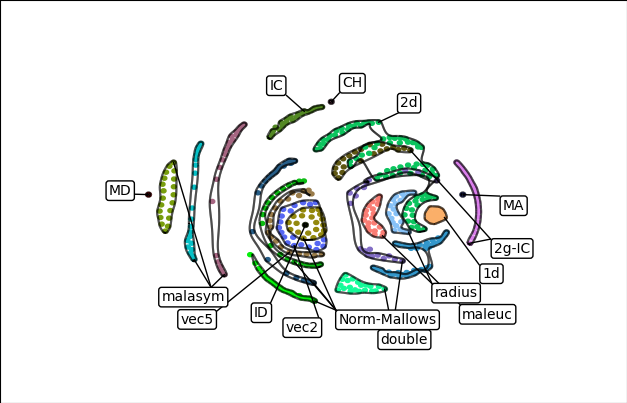 IC
CH
2d
MD
MA
2g-IC
1d
malasym
radius
vec5
ID
vec2
Norm-Mallows
maleuc
double